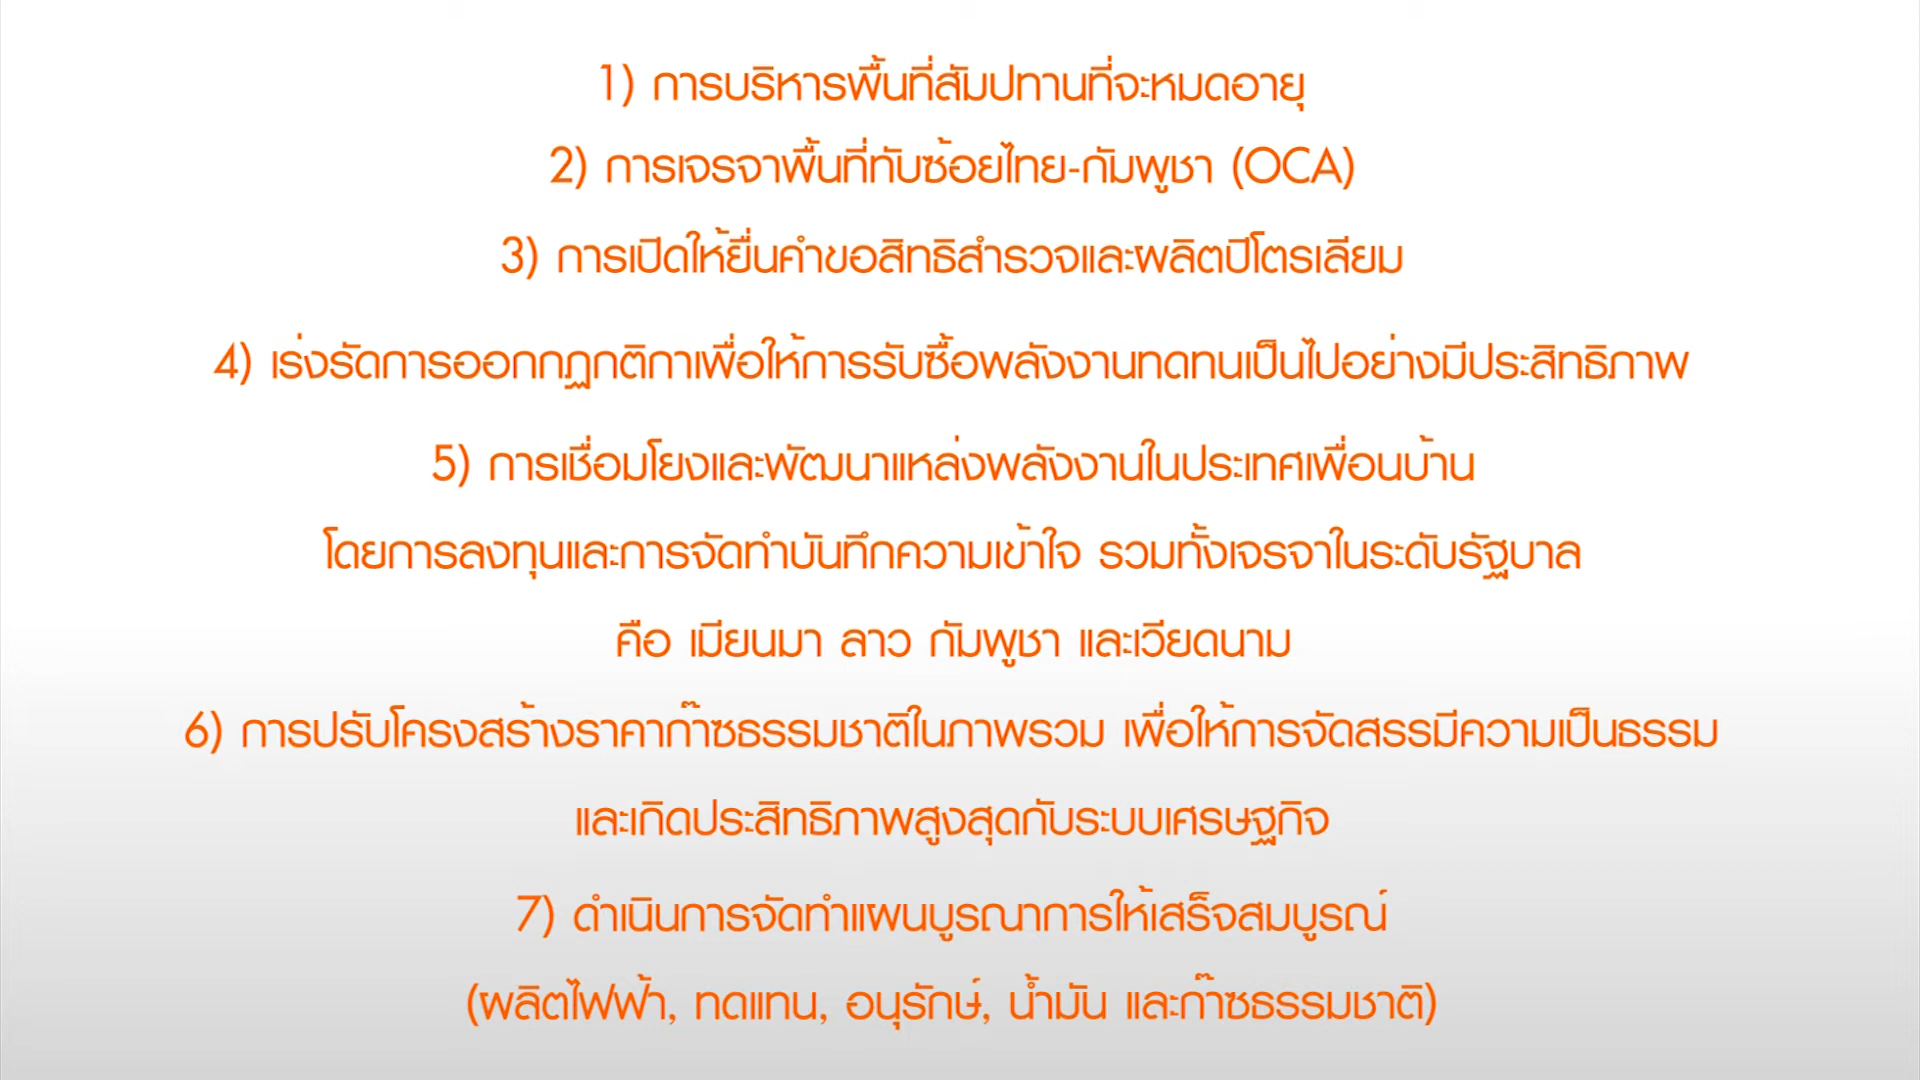 1) การบริหารพื้นที่สัมปทานที่จะหมดอายุ
2) การเจรจาพื้นที่ทับซ้อยไทย-กัมพูชา (OCA)
3) การเปิดให้ยื่นคำขอสิทธิสำรวจและผลิตปิโตรเลียม
4) เร่งรัดการออกกฏกติกาเพื่อให้การรับซื้อพลังงานทดทนเป็นไปอย่างมีประสิทธิภาพ
5) การเชื่อมโยงและพัฒนาแหล่งพลังงานในประเทศเพื่อนบ้าน
โดยการลงทุนและการจัดทำบันทึกความเข้าใจ รวมทั้งเจรจาในระดับรัฐบาล
คือ เมียนมา ลาว กัมพูชา และเวียดนาม
6) การปรับโครงสร้างราคาก๊าซธรรมชาติในภาพรวม เพื่อให้การจัดสรรมีความเป็นธรรม
และเกิดประสิทธิภาพสูงสุดกับระบบเศรษฐกิจ
7) ดำเนินการจัดทำแผนบูรณาการให้เสร็จสมบูรณ์
(ผลิตไฟฟ้า, ทดแทน, อนุรักษ์, น้ำมัน และก๊าซธรรมชาติ)